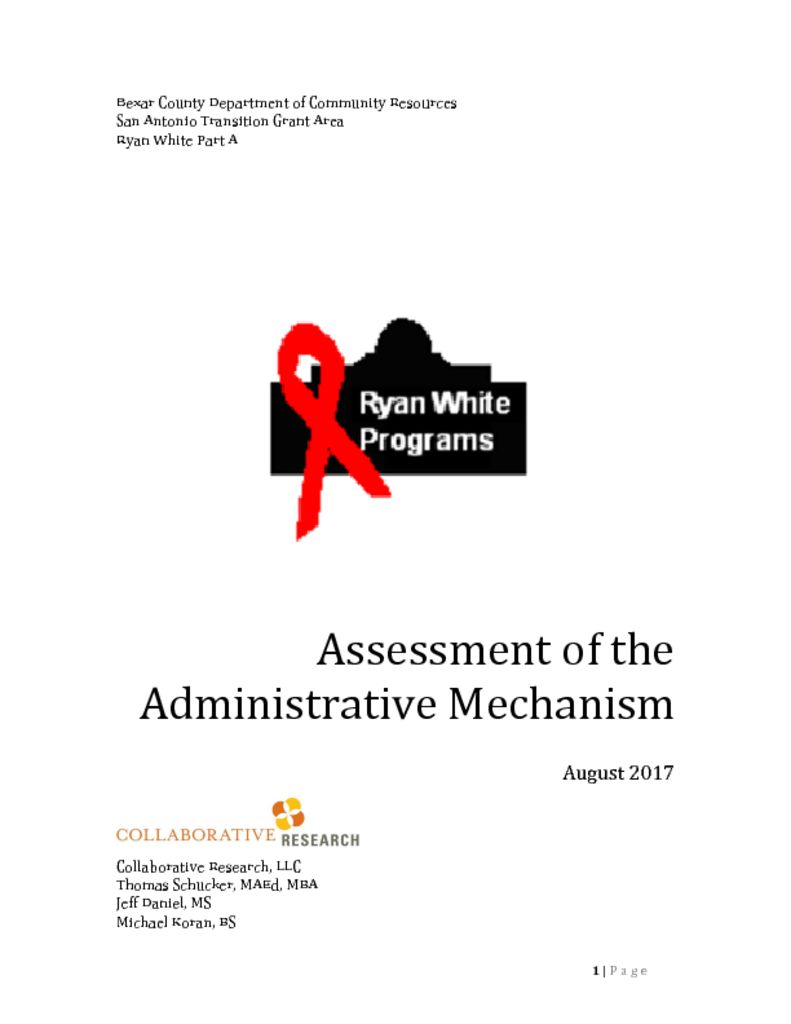 Bexar County Department of Community Resources
San Antonio Transition Grant Area
Ryan White Part A
Ryan White
Programs
Assessment of the
Administrative Mechanism
August 2017
COLLABORATIVE RESEARCH
Collaborative Research, LLC
Thomas Schucker, MAEd, MBA
Jeff Daniel, MS
Michael Koran, BS
1 | Page